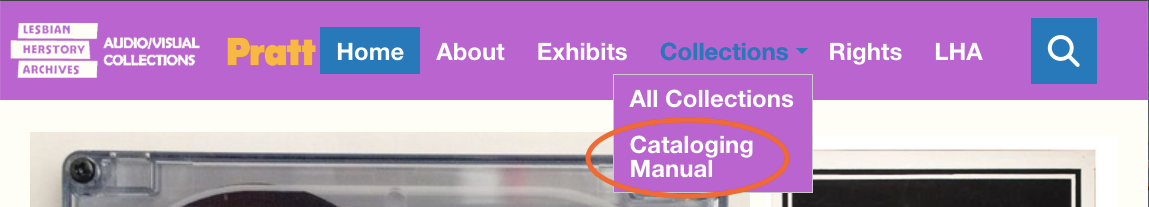 LESBIAN
HERSTORY
ARCHIVES
AUDIO/VISUAL
COLLECTIONS
Pratt
Home
About
Exhibits
Collections
Rights
LHA
All Collections
Cataloging
Manual